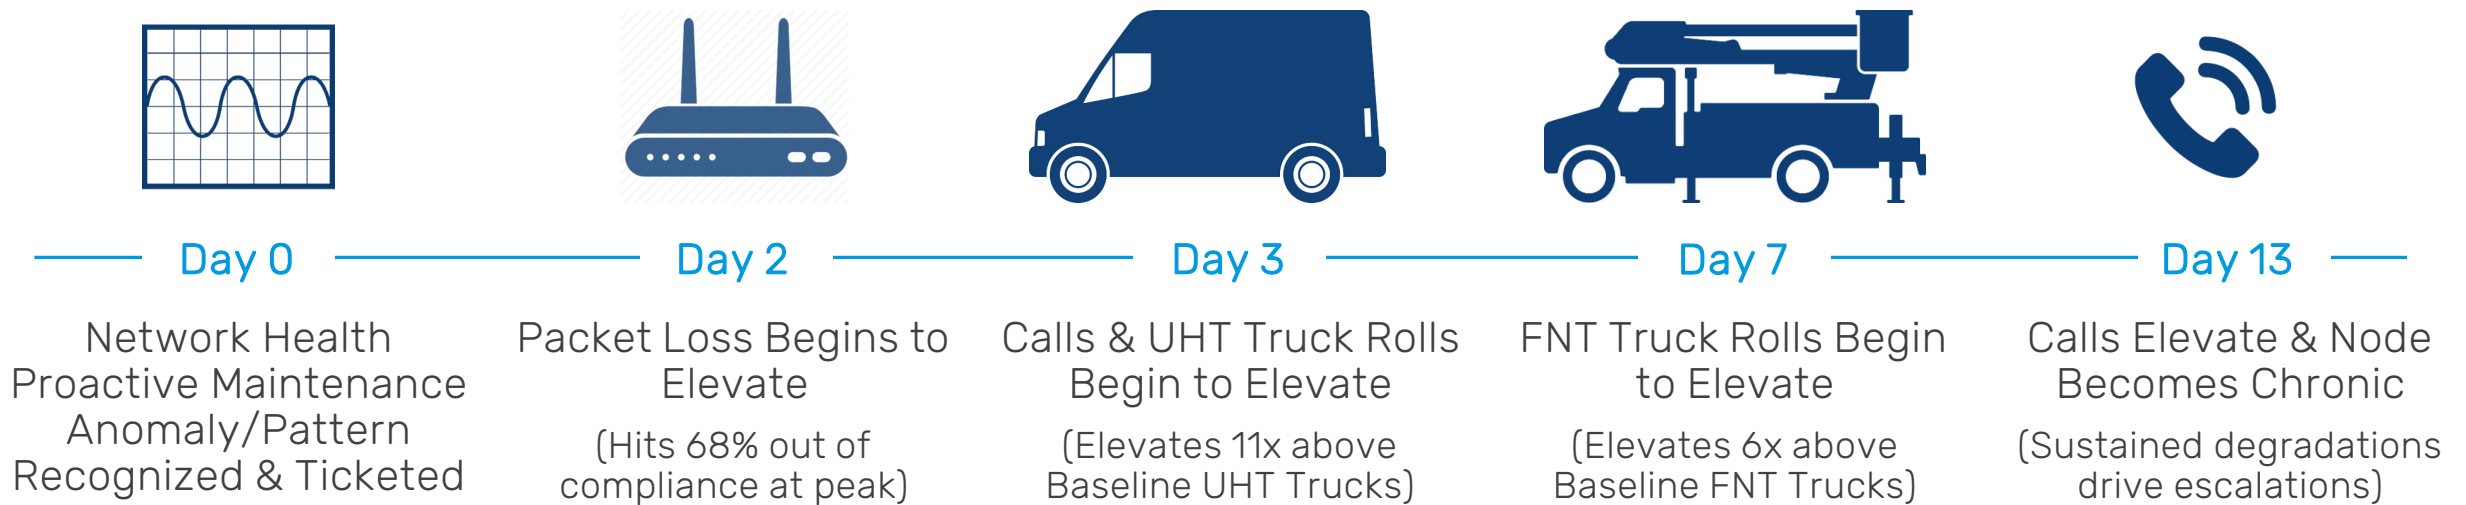 Day 0
Network Health
Proactive Maintenance
Anomaly/Pattern
Recognized & Ticketed
Day 2
Packet Loss Begins to
Elevate
(Hits 68% out of
compliance at peak)
Day 3
Calls & UHT Truck Rolls
Begin to Elevate
(Elevates 11x above
Baseline UHT Trucks)
Day 7
FNT Truck Rolls Begin
to Elevate
(Elevates 6x above
Baseline FNT Trucks)
Day 13
Calls Elevate & Node
Becomes Chronic
(Sustained degradations
drive escalations)